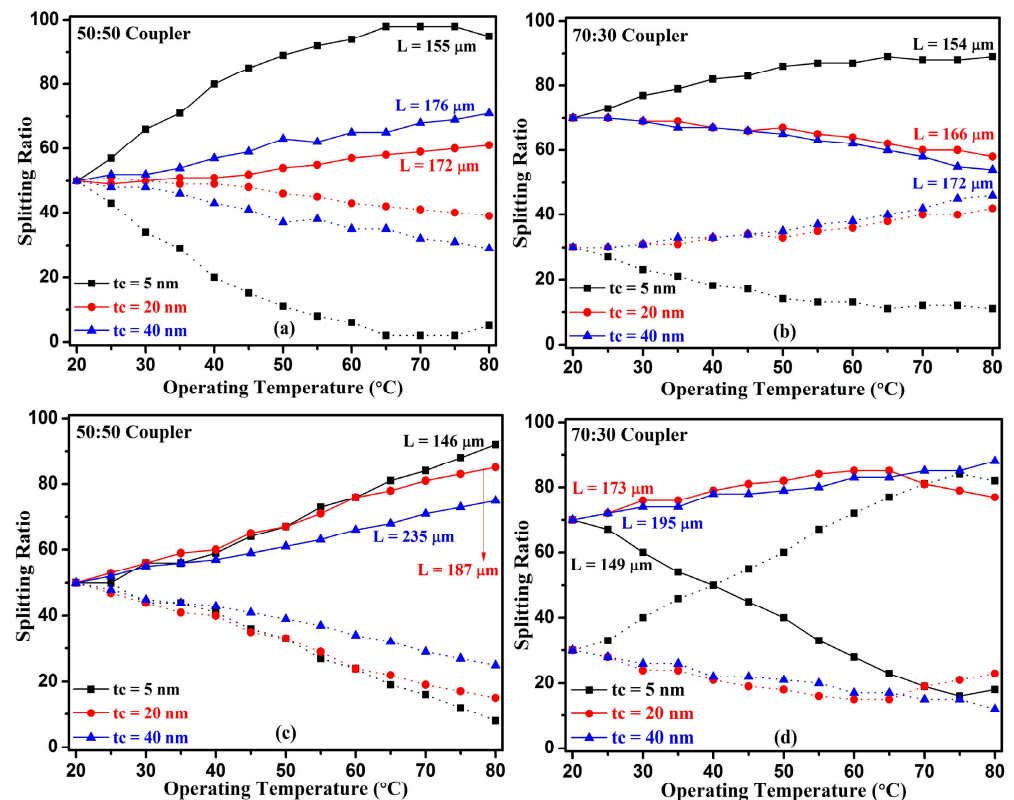 50:50 Coupler
L = 155 μm
L = 176 μm
L = 172 μm
tc = 5 nm
tc = 20 nm
tc = 40 nm
(a)
100
80
60
40
20
0
Splitting Ratio
20 30 40 50 60 70 80
Operating Temperature (°C)
70:30 Coupler
L = 154 μm
L = 166 μm
L = 172 μm
tc = 5 nm
tc = 20 nm
tc = 40 nm
(b)
100
80
60
40
20
0
Splitting Ratio
20 30 40 50 60 70 80
Operating Temperature (°C)
50:50 Coupler
L = 146 μm
L = 235 μm
L = 187 μm
tc = 5 nm
tc = 20 nm
tc = 40 nm
(c)
100
80
60
40
20
0
Splitting Ratio
20 30 40 50 60 70 80
Operating Temperature (°C)
70:30 Coupler
L = 173 μm
L = 195 μm
L = 149 μm
tc = 5 nm
tc = 20 nm
tc = 40 nm
(d)
100
80
60
40
20
0
Splitting Ratio
20 30 40 50 60 70 80
Operating Temperature (°C)